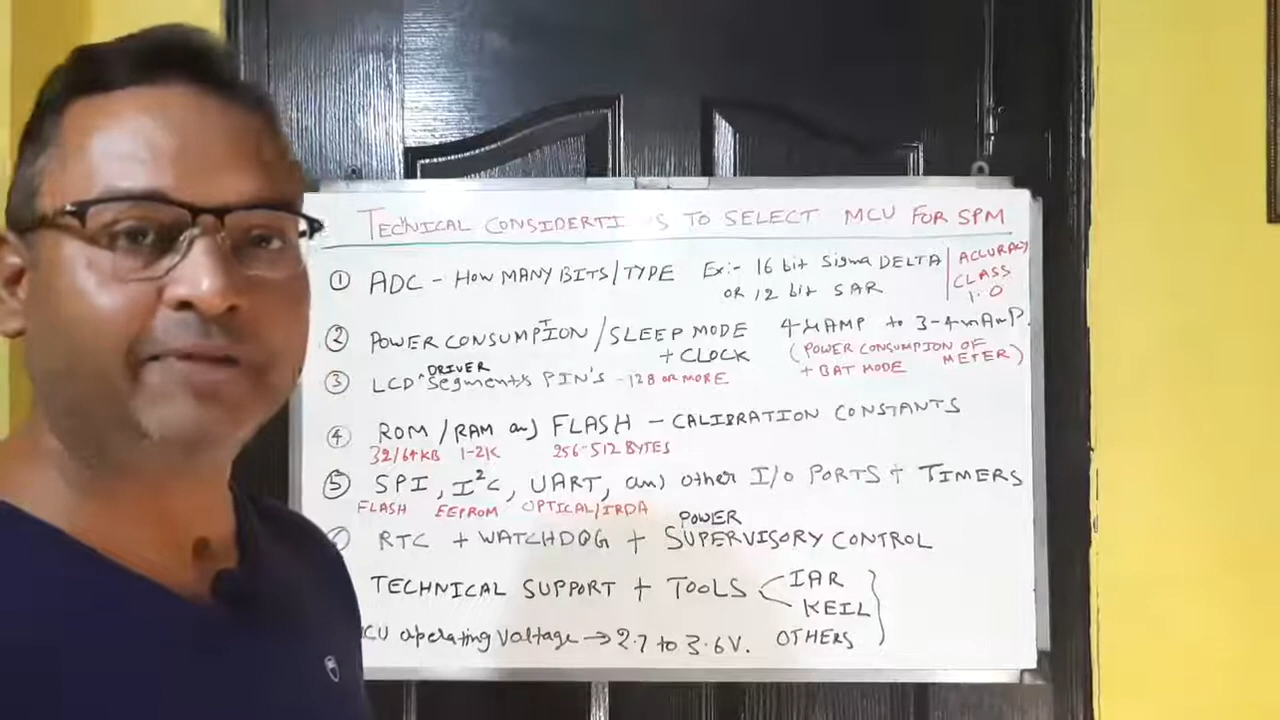 TECHNICAL CONSIDERTI S TO SELECT MCU FOR SPM
① ADC - HOW MANY BITS/TYPE Ex:- 16 bit Sigma DELTA | ACCURACY
OR 12 bit SAR CLASS
1.0
② POWER CONSUMPTION/SLEEP MODE 4μAMP to 3-4mAMP.
+ CLOCK (POWER CONSUMPTION OF METER)
+ BAT MODE
③ LCD ^DRIVER Segments PIN'S - 128 OR MORE
④ ROM/RAM and FLASH - CALIBRATION CONSTANTS
32/64KB 1-2K 256-512 BYTES
⑤ SPI, I²C, UART, and other I/O PORTS + TIMERS
FLASH EEPROM OPTICAL/IRDA
POWER
RTC + WATCHDOG + SUPERVISORY CONTROL
TECHNICAL SUPPORT + TOOLS IAR
KEIL
CU operating Voltage → 2.7 to 3.6V. OTHERS